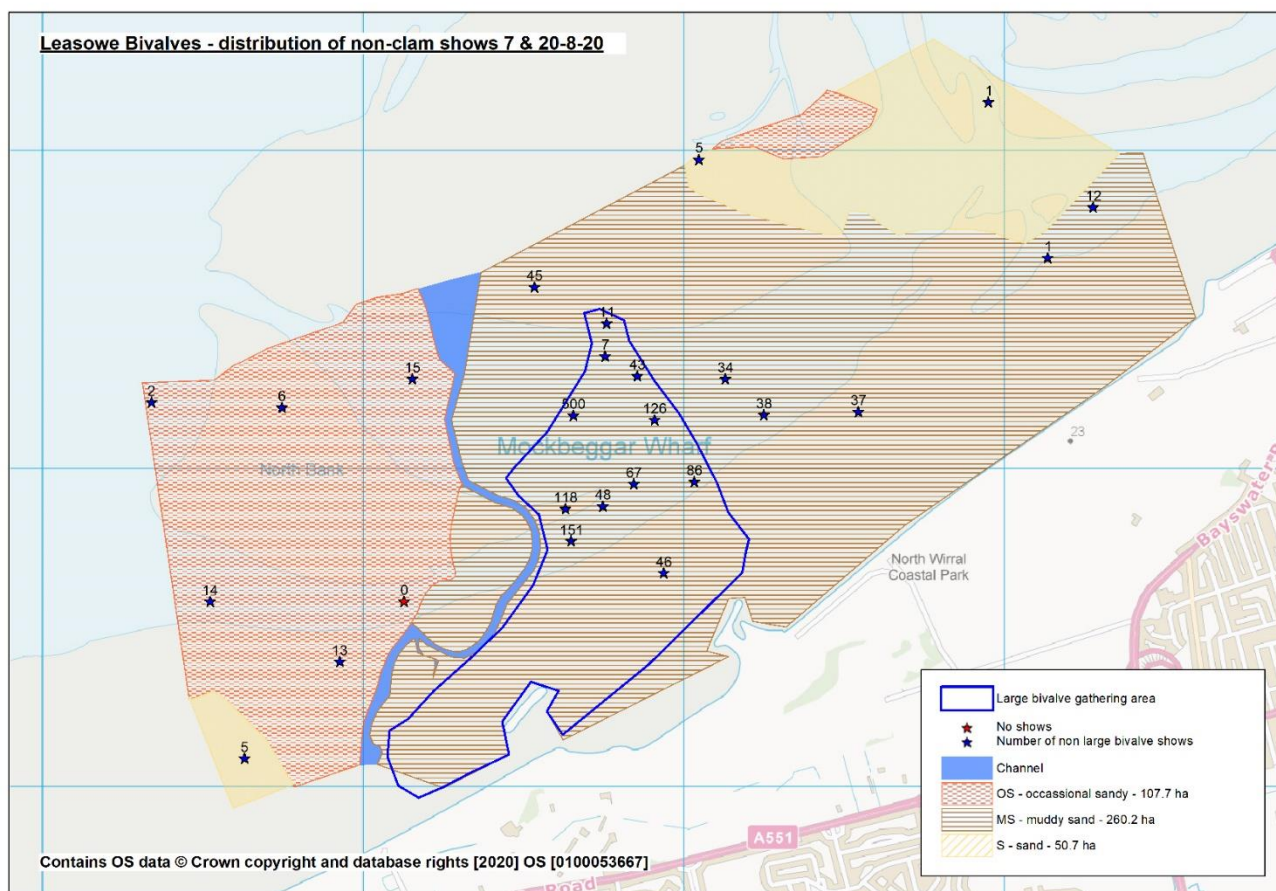 Leasowe Bivalves - distribution of non-clam shows 7 & 20-8-20
1
5
12
1
45
11
7
43
34
15
2
6
500
126
38
37
Mockbeggar Wharf
23
North Bank
67
86
118
48
151
46
North Wirral
Coastal Park
Bayswater
14
0
13
5
Large bivalve gathering area
No shows
Number of non large bivalve shows
Channel
OS - occassional sandy - 107.7 ha
MS - muddy sand - 260.2 ha
S - sand - 50.7 ha
A551
Road
Contains OS data © Crown copyright and database rights [2020] OS [0100053667]